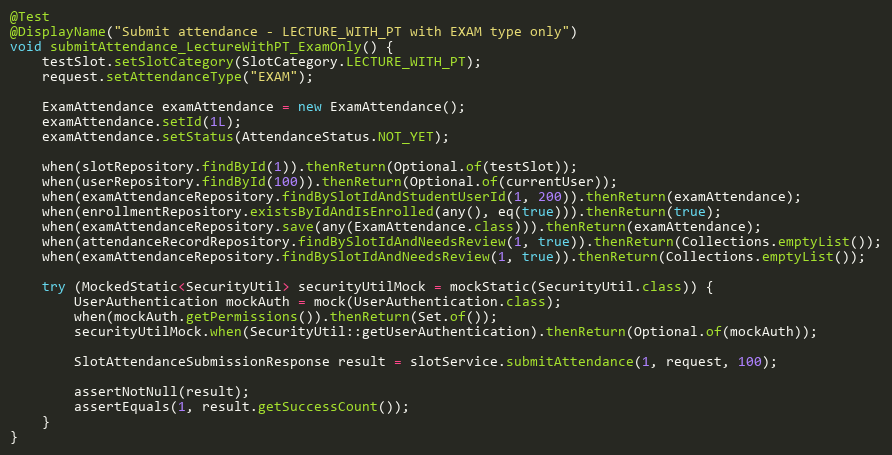 @Test
@DisplayName("Submit attendance - LECTURE_WITH_PT with EXAM type only")
void submitAttendance_LectureWithPT_ExamOnly() {
    testSlot.setSlotCategory(SlotCategory.LECTURE_WITH_PT);
    request.setAttendanceType("EXAM");

    ExamAttendance examAttendance = new ExamAttendance();
    examAttendance.setId(1L);
    examAttendance.setStatus(AttendanceStatus.NOT_YET);

    when(slotRepository.findById(1)).thenReturn(Optional.of(testSlot));
    when(userRepository.findById(100)).thenReturn(Optional.of(currentUser));
    when(examAttendanceRepository.findBySlotIdAndStudentUserId(1, 200)).thenReturn(examAttendance);
    when(enrollmentRepository.existsByIdAndIsEnrolled(any(), eq(true))).thenReturn(true);
    when(examAttendanceRepository.save(any(ExamAttendance.class))).thenReturn(examAttendance);
    when(attendanceRecordRepository.findBySlotIdAndNeedsReview(1, true)).thenReturn(Collections.emptyList());
    when(examAttendanceRepository.findBySlotIdAndNeedsReview(1, true)).thenReturn(Collections.emptyList());

    try (MockedStatic<SecurityUtil> securityUtilMock = mockStatic(SecurityUtil.class)) {
        UserAuthentication mockAuth = mock(UserAuthentication.class);
        when(mockAuth.getPermissions()).thenReturn(Set.of());
        securityUtilMock.when(SecurityUtil::getUserAuthentication).thenReturn(Optional.of(mockAuth));

        SlotAttendanceSubmissionResponse result = slotService.submitAttendance(1, request, 100);

        assertNotNull(result);
        assertEquals(1, result.getSuccessCount());
    }
}